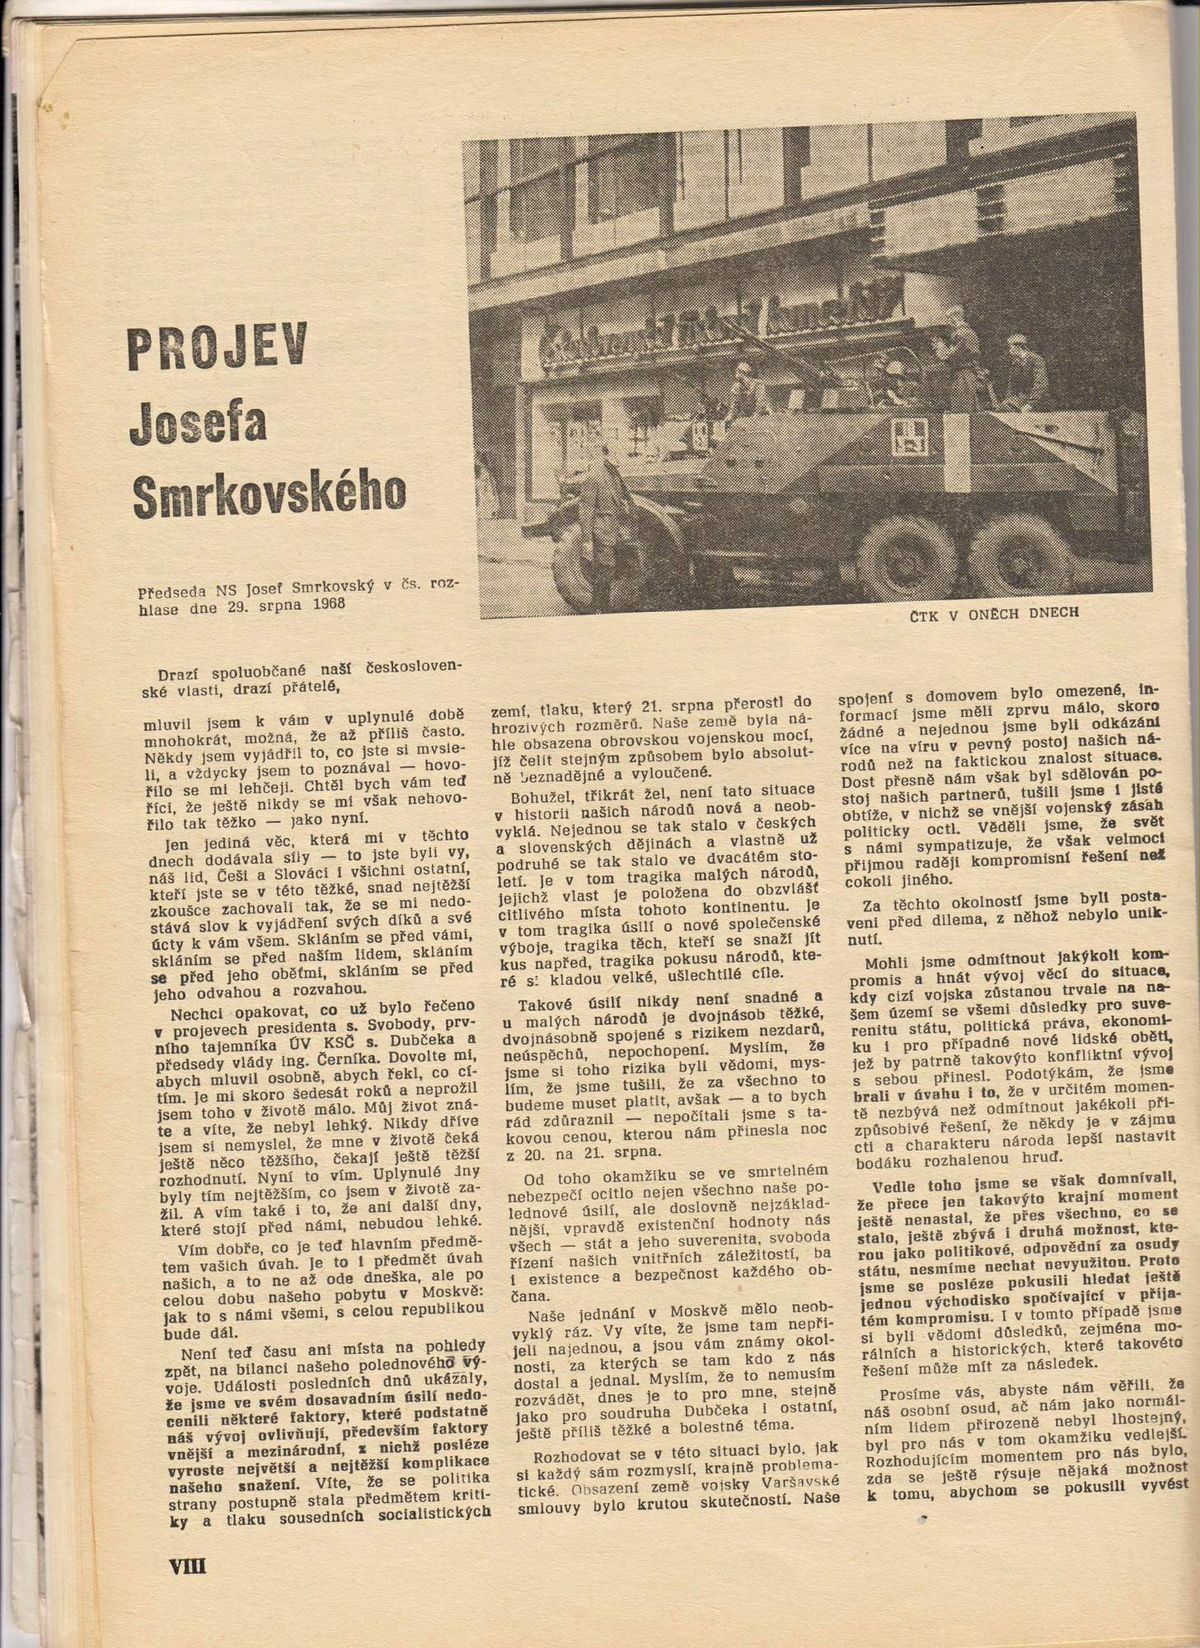 PROJEV
Josefa
Smrkovského
Předseda NS Josef Smrkovský v čs. roz-
hlase dne 29. srpna 1968
ČTK V ONĚCH DNECH
Drazí spoluobčané naší českosloven-
ské vlasti, drazí přátelé,
mluvil jsem k vám v uplynulé době
mnohokrát, možná, že až příliš často.
Někdy jsem vyjádřil to, co jste si mysle-
li, a vždycky jsem to poznával — hovo-
řilo se mi lehčeji. Chtěl bych vám teď
říci, že ještě nikdy se mi však nehovo-
řilo tak těžko — jako nyní.
Jen jediná věc, která mi v těchto
dnech dodávala síly — to jste byli vy,
náš lid, Češi a Slováci i všichni ostatní,
kteří jste se v této těžké, snad nejtěžší
zkoušce zachovali tak, že se mi nedo-
stává slov k vyjádření svých díků a své
úcty k vám všem. Skláním se před vámi,
skláním se před naším lidem, skláním
se před jeho oběťmi, skláním se před
jeho odvahou a rozvahou.
Nechci opakovat, co už bylo řečeno
v projevech presidenta s. Svobody, prv-
ního tajemníka ÚV KSČ s. Dubčeka a
předsedy vlády ing. Černíka. Dovolte mi,
abych mluvil osobně, abych řekl, co cí-
tím. Je mi skoro šedesát roků a neprožil
jsem toho v životě málo. Můj život zná-
te a víte, že nebyl lehký. Nikdy dříve
jsem si nemyslel, že mne v životě čeká
ještě něco těžšího, čekají ještě těžší
rozhodnutí. Nyní to vím. Uplynulé dny
byly tím nejtěžším, co jsem v životě za-
žil. A vím také i to, že ani další dny,
které stojí před námi, nebudou lehké.
Vím dobře, co je teď hlavním předmě-
tem vašich úvah. Je to i předmět úvah
našich, a to ne až ode dneška, ale po
celou dobu našeho pobytu v Moskvě:
jak to s námi všemi, s celou republikou
bude dál.
Není teď času ani místa na pohledy
zpět, na bilanci našeho polednového vý-
voje. Události posledních dnů ukázaly,
že jsme ve svém dosavadním úsilí nedo-
cenili některé faktory, které podstatně
náš vývoj ovlivňují, především faktory
vnější a mezinárodní, z nichž posléze
vyroste největší a nejtěžší komplikace
našeho snažení. Víte, že se politika
strany postupně stala předmětem kriti-
ky a tlaku sousedních socialistických
zemí, tlaku, který 21. srpna přerostl do
hrozivých rozměrů. Naše země byla ná-
hle obsazena obrovskou vojenskou mocí,
jíž čelit stejným způsobem bylo absolut-
ně beznadějné a vyloučené.
Bohužel, třikrát žel, není tato situace
v historii našich národů nová a neob-
vyklá. Nejednou se tak stalo v českých
a slovenských dějinách a vlastně už
podruhé se tak stalo ve dvacátém sto-
letí. Je v tom tragika malých národů,
jejichž vlast je položena do obzvlášť
citlivého místa tohoto kontinentu. Je
v tom tragika úsilí o nové společenské
výboje, tragika těch, kteří se snaží jít
kus napřed, tragika pokusu národů, kte-
ré si kladou velké, ušlechtilé cíle.
Takové úsilí nikdy není snadné a
u malých národů je dvojnásob těžké,
dvojnásobně spojené s rizikem nezdarů,
neúspěchů, nepochopení. Myslím, že
jsme si toho rizika byli vědomi, mys-
lím, že jsme tušili, že za všechno to
budeme muset platit, avšak — a to bych
rád zdůraznil — nepočítali jsme s ta-
kovou cenou, kterou nám přinesla noc
z 20. na 21. srpna.
Od toho okamžiku se ve smrtelném
nebezpečí ocitlo nejen všechno naše po-
lednové úsilí, ale doslovně nejzáklad-
nější, vpravdě existenční hodnoty nás
všech — stát a jeho suverenita, svoboda
řízení našich vnitřních záležitostí, ba
i existence a bezpečnost každého ob-
čana.
Naše jednání v Moskvě mělo neob-
vyklý ráz. Vy víte, že jsme tam nepři-
jeli najednou, a jsou vám známy okol-
nosti, za kterých se tam kdo z nás
dostal a jednal. Myslím, že to nemusím
rozvádět, dnes je to pro mne, stejně
jako pro soudruha Dubčeka i ostatní,
ještě příliš těžké a bolestné téma.
Rozhodovat se v této situaci bylo, jak
si každý sám rozmyslí, krajně problema-
tické. Obsazení země vojsky Varšavské
smlouvy bylo krutou skutečností. Naše
spojení s domovem bylo omezené, in-
formací jsme měli zprvu málo, skoro
žádné a nejednou jsme byli odkázáni
více na víru v pevný postoj našich ná-
rodů než na faktickou znalost situace.
Dost přesně nám však byl sdělován po-
stoj našich partnerů, tušili jsme i jisté
obtíže, v nichž se vnější vojenský zásah
politicky octl. Věděli jsme, že svět
s námi sympatizuje, že však velmoci
přijmou raději kompromisní řešení než
cokoli jiného.
Za těchto okolností jsme byli posta-
veni před dilema, z něhož nebylo unik-
nutí.
Mohli jsme odmítnout jakýkoli kom-
promis a hnát vývoj věcí do situace,
kdy cizí vojska zůstanou trvale na na-
šem území se všemi důsledky pro suve-
renitu státu, politická práva, ekonomi-
ku i pro případné nové lidské oběti,
jež by patrně takovýto konfliktní vývoj
s sebou přinesl. Podotýkám, že jsme
brali v úvahu i to, že v určitém momen-
tě nezbývá než odmítnout jakékoli při-
způsobivé řešení, že někdy je v zájmu
cti a charakteru národa lepší nastavit
bodáku rozhalenou hruď.
Vedle toho jsme se však domnívali,
že přece jen takovýto krajní moment
ještě nenastal, že přes všechno, co se
stalo, ještě zbývá i druhá možnost, kte-
rou jako politikové, odpovědní za osudy
státu, nesmíme nechat nevyužitou. Proto
jsme se posléze pokusili hledat ještě
jednou východisko spočívající v přija-
tém kompromisu. I v tomto případě jsme
si byli vědomi důsledků, zejména mo-
rálních a historických, které takovéto
řešení může mít za následek.
Prosíme vás, abyste nám věřili, že
náš osobní osud, ač nám jako normál-
ním lidem přirozeně nebyl lhostejný,
byl pro nás v tom okamžiku vedlejší.
Rozhodujícím momentem pro nás bylo,
zda se ještě rýsuje nějaká možnost
k tomu, abychom se pokusili vyvést
VIII